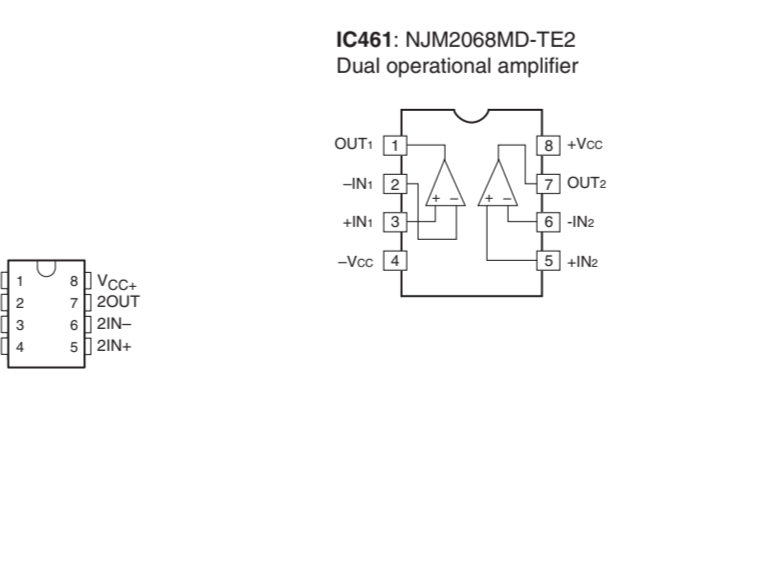 IC461: NJM2068MD-TE2
Dual operational amplifier
OUT1 1 8 +VCC
–IN1 2 7 OUT2
+ – + –
+IN1 3 6 -IN2
–VCC 4 5 +IN2
1 8 VCC+
2 7 2OUT
3 6 2IN–
4 5 2IN+